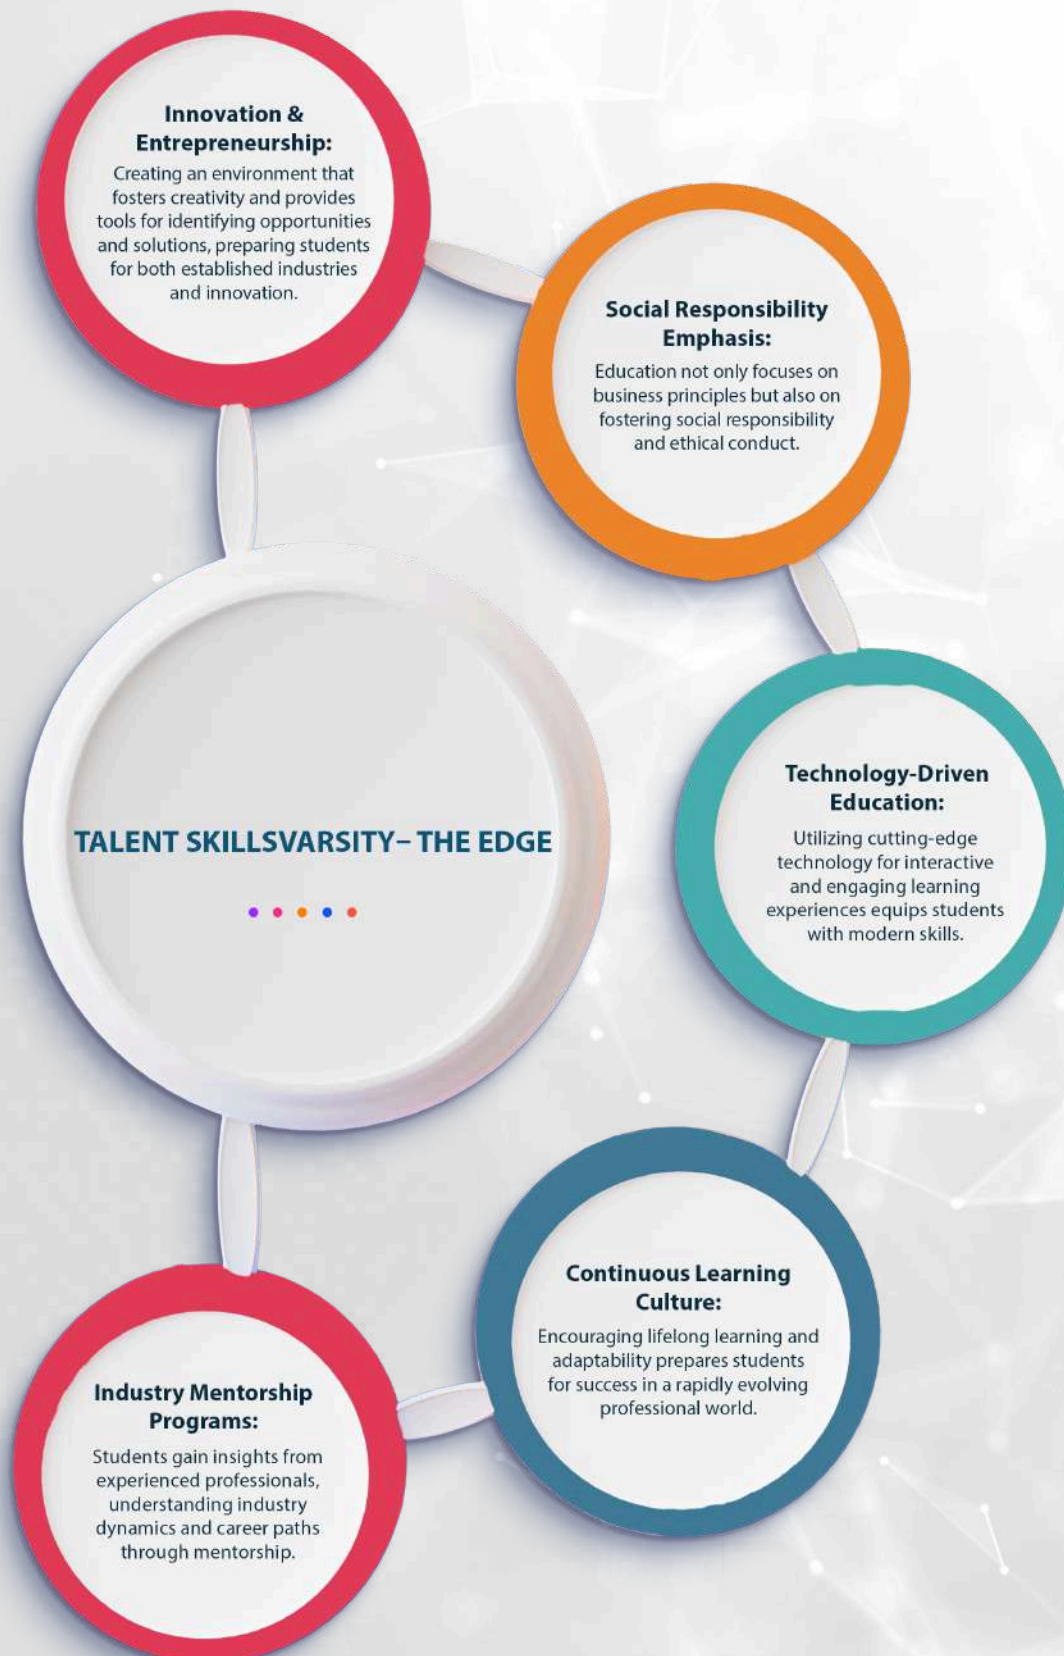 Innovation &
Entrepreneurship:
Creating an environment that
fosters creativity and provides
tools for identifying opportunities
and solutions, preparing students
for both established industries
and innovation.
Social Responsibility
Emphasis:
Education not only focuses on
business principles but also on
fostering social responsibility
and ethical conduct.
TALENT SKILLSVARSITY– THE EDGE
Technology-Driven
Education:
Utilizing cutting-edge
technology for interactive
and engaging learning
experiences equips students
with modern skills.
Continuous Learning
Culture:
Encouraging lifelong learning and
adaptability prepares students
for success in a rapidly evolving
professional world.
Industry Mentorship
Programs:
Students gain insights from
experienced professionals,
understanding industry
dynamics and career paths
through mentorship.